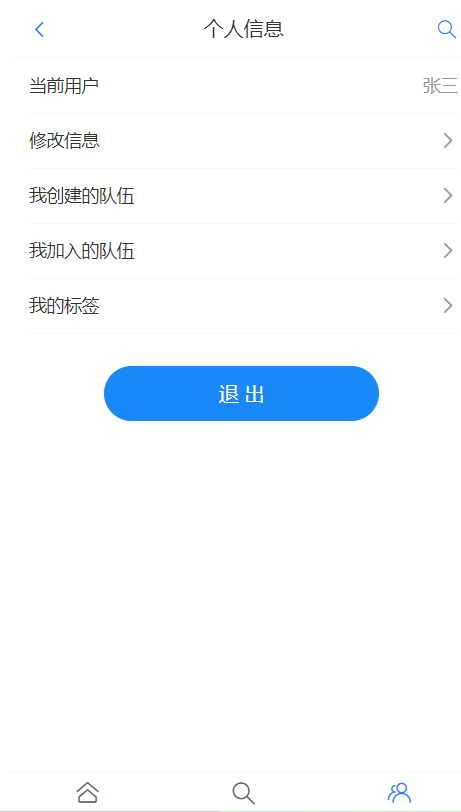 个人信息
当前用户 张三
修改信息
我创建的队伍
我加入的队伍
我的标签
退 出